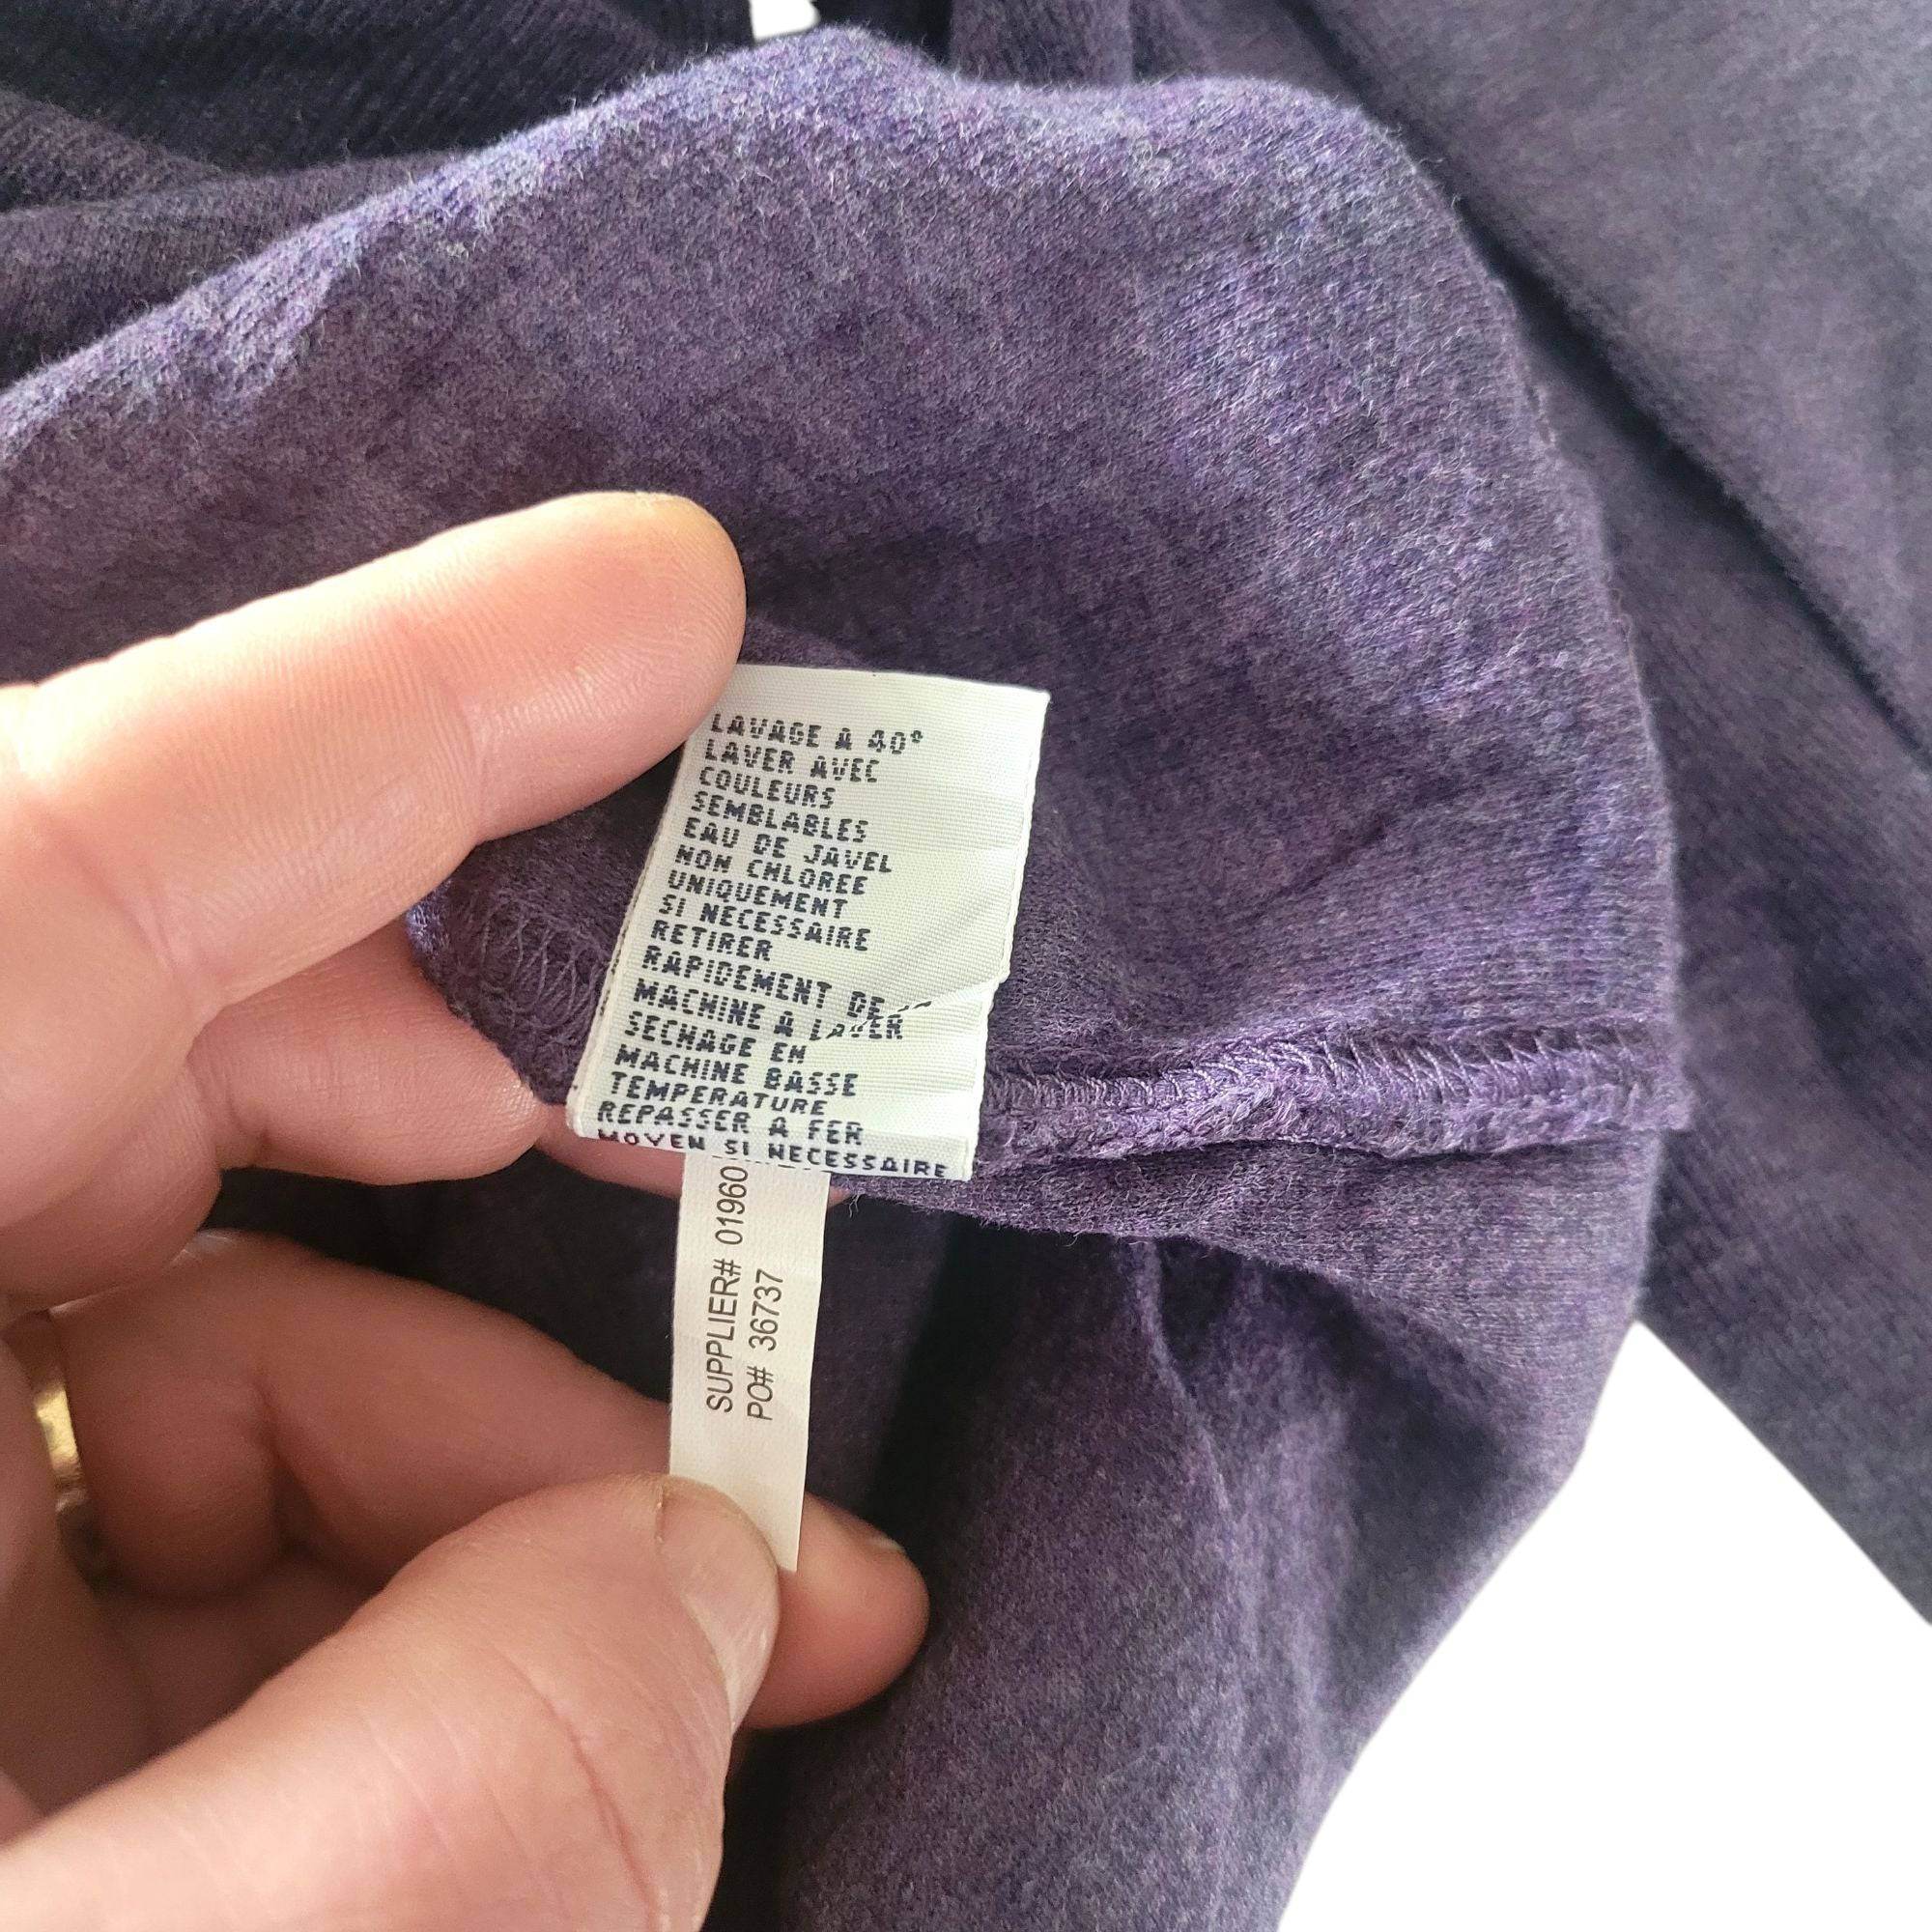 LAVAGE A 40°
LAVER AVEC
COULEURS
SEMBLABLES
EAU DE JAVEL
NON CHLOREE
UNIQUEMENT
SI NECESSAIRE
RETIRER
RAPIDEMENT DE LA
MACHINE A LAVER
SECHAGE EN
MACHINE BASSE
TEMPERATURE
REPASSER A FER
MOYEN SI NECESSAIRE
SUPPLIER# 01960
PO# 36737